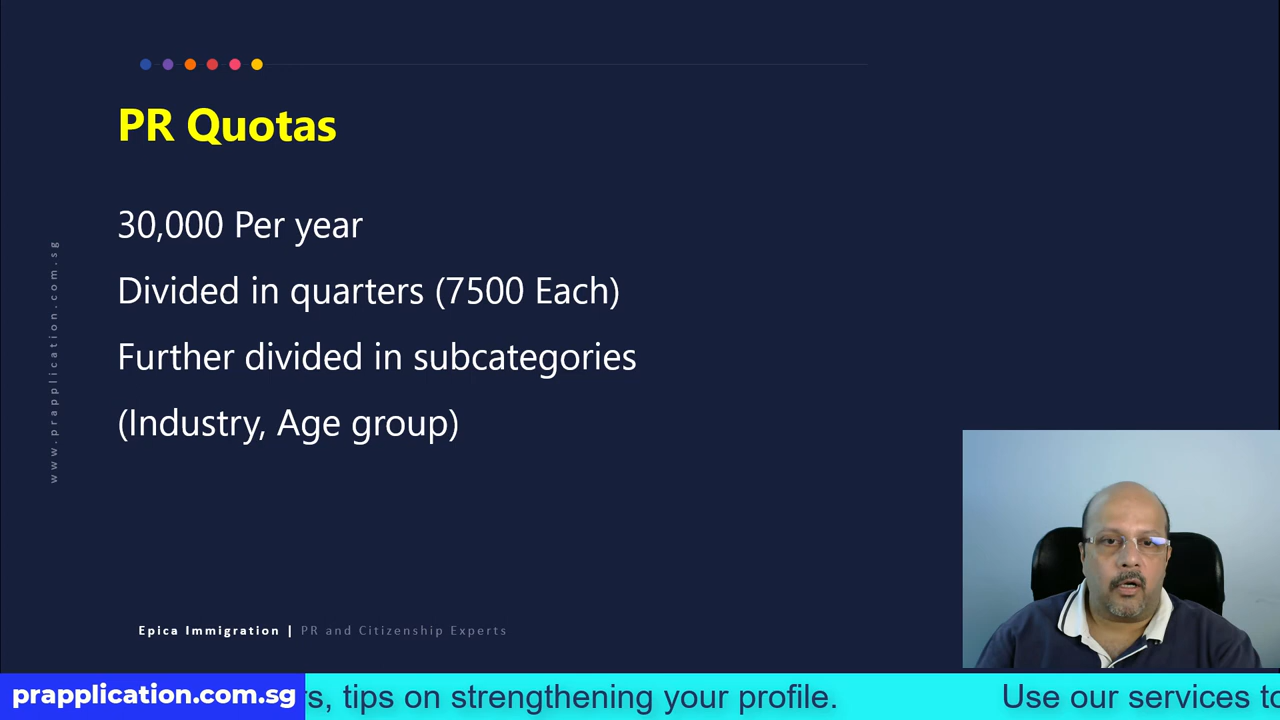 PR Quotas
30,000 Per year
Divided in quarters (7500 Each)
Further divided in subcategories
(Industry, Age group)
www.prapplication.com.sg
Epica Immigration | PR and Citizenship Experts
prapplication.com.sg
s, tips on strengthening your profile. Use our services to